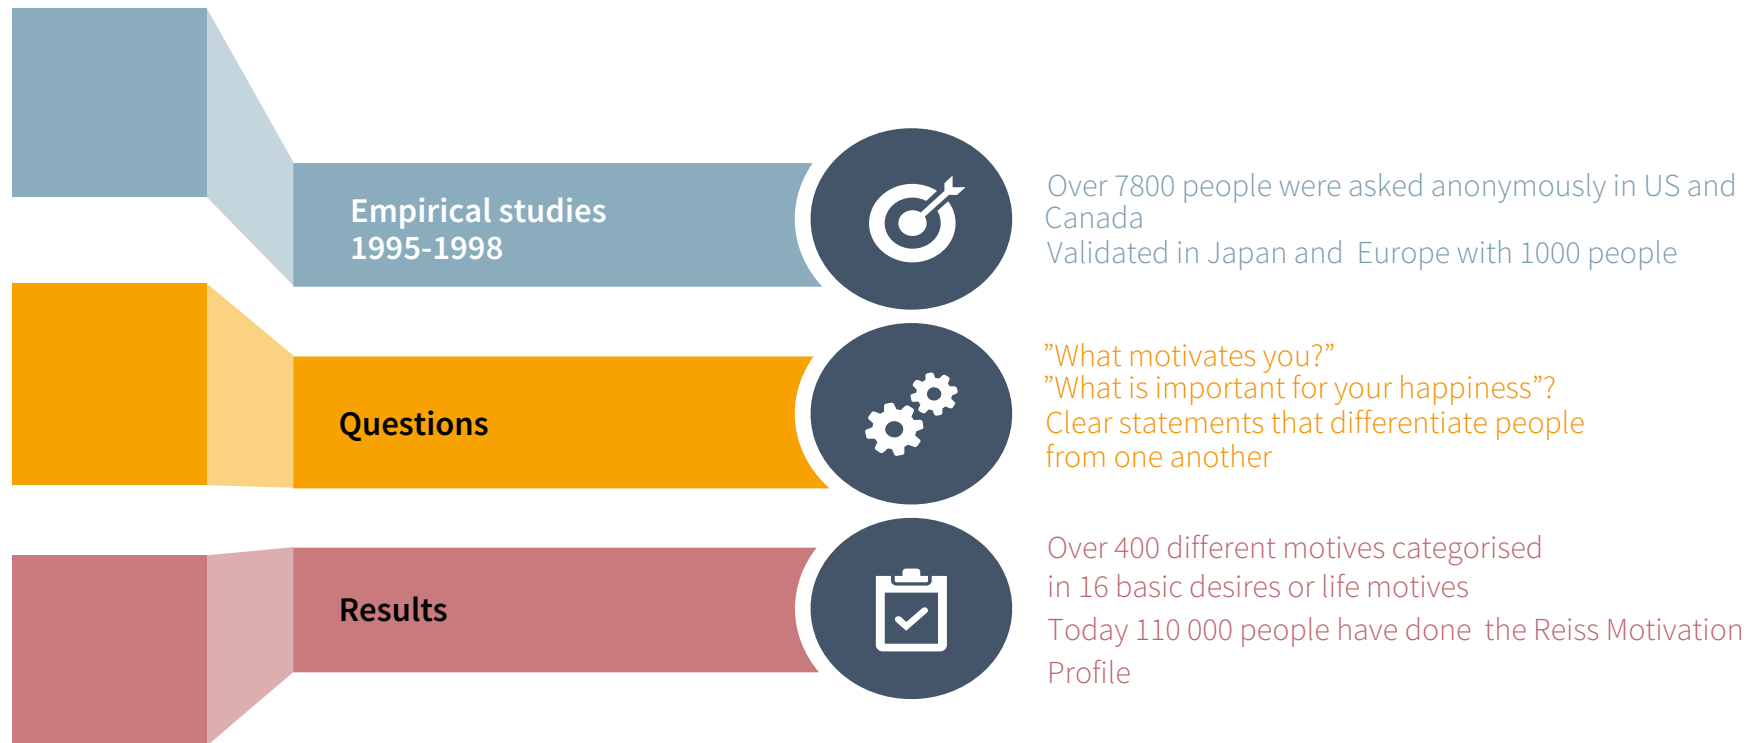 Empirical studies
1995-1998
Over 7800 people were asked anonymously in US and
Canada
Validated in Japan and  Europe with 1000 people
Questions
”What motivates you?”
”What is important for your happiness”?
Clear statements that differentiate people
from one another
Results
Over 400 different motives categorised
in 16 basic desires or life motives
Today 110 000 people have done  the Reiss Motivation
Profile